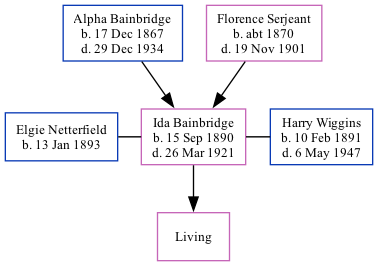 Alpha Bainbridge
b. 17 Dec 1867
d. 29 Dec 1934
Florence Serjeant
b. abt 1870
d. 19 Nov 1901
Elgie Netterfield
b. 13 Jan 1893
Ida Bainbridge
b. 15 Sep 1890
d. 26 Mar 1921
Harry Wiggins
b. 10 Feb 1891
d. 6 May 1947
Living